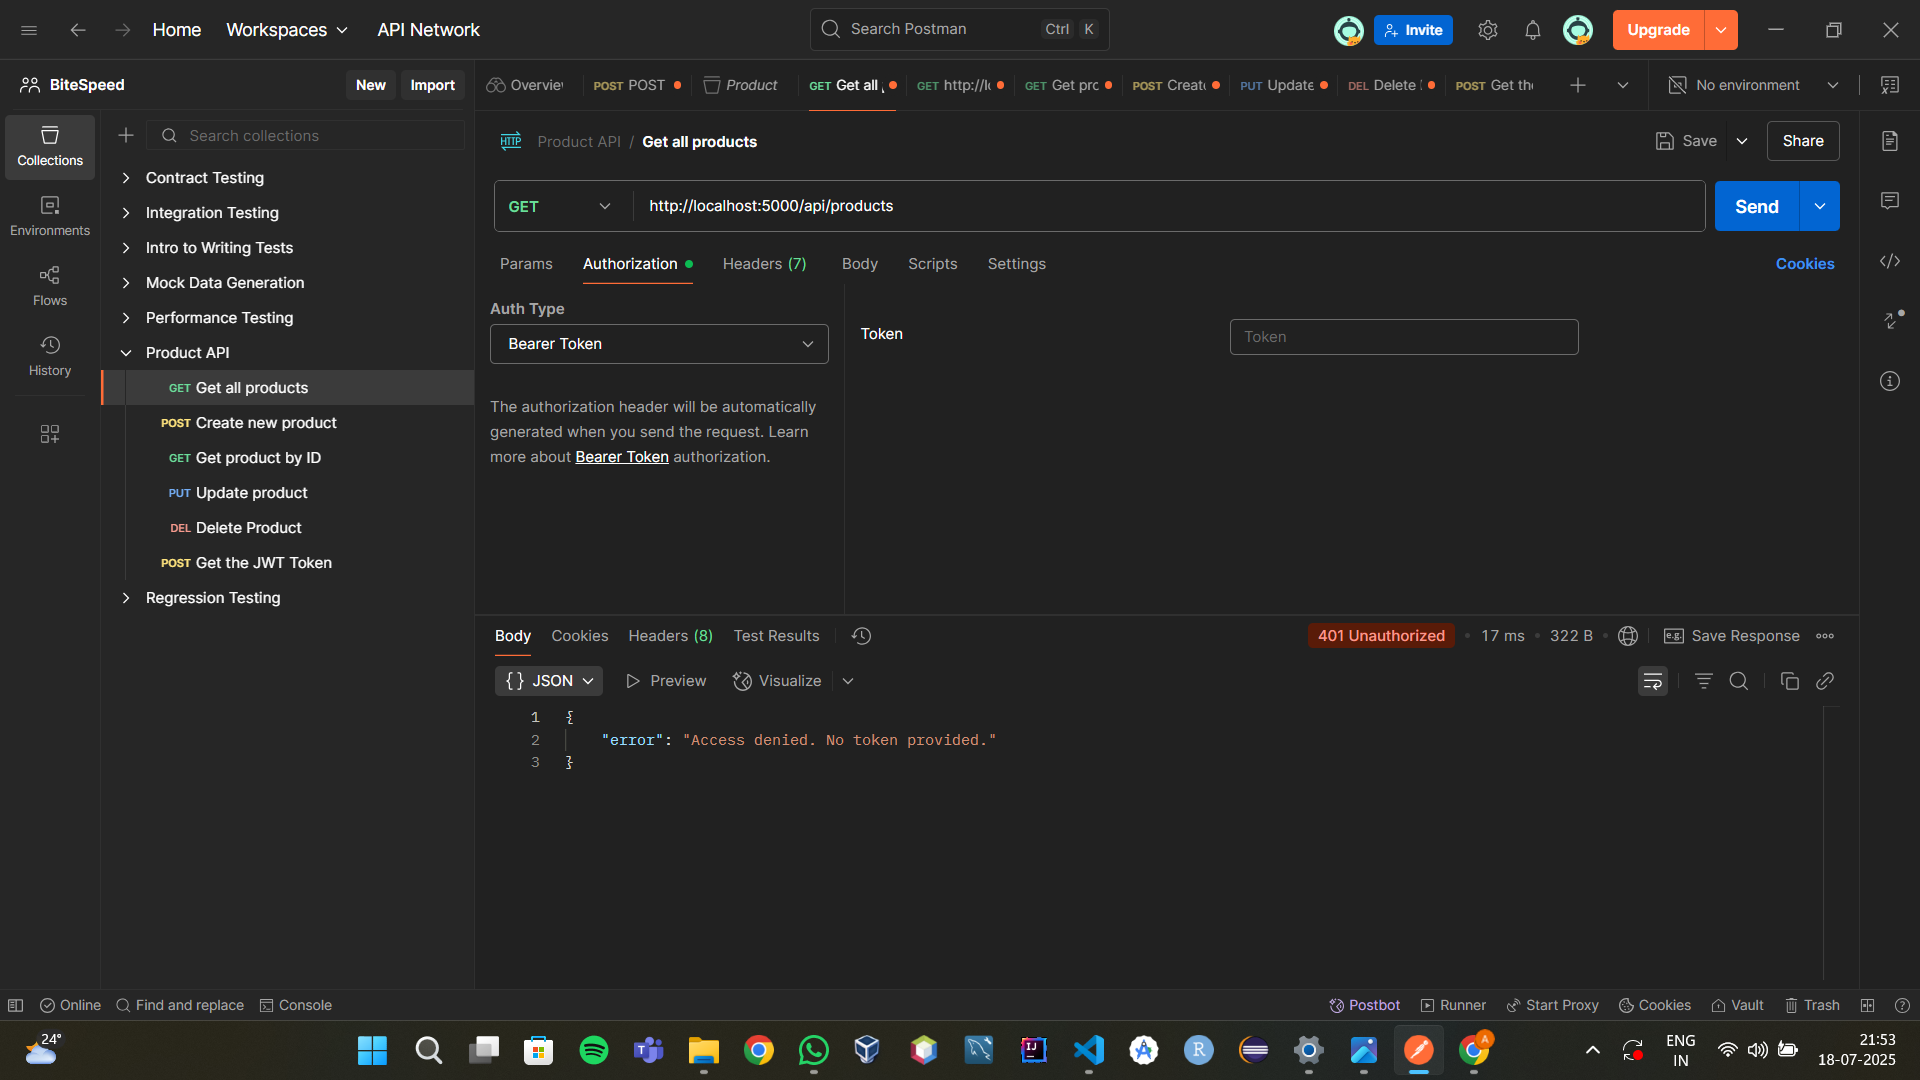 Home
Workspaces
API Network
Search Postman
Ctrl K
Invite
Upgrade
BiteSpeed
New
Import
Overvie
POST POST
Product
GET Get all
GET http://l
GET Get prc
POST Creat
PUT Update
DEL Delete
POST Get th
No environment
Collections
Environments
Flows
History
Search collections
Contract Testing
Integration Testing
Intro to Writing Tests
Mock Data Generation
Performance Testing
Product API
GET Get all products
POST Create new product
GET Get product by ID
PUT Update product
DEL Delete Product
POST Get the JWT Token
Regression Testing
HTTP
Product API / Get all products
Save
Share
GET
http://localhost:5000/api/products
Send
Params
Authorization
Headers (7)
Body
Scripts
Settings
Cookies
Auth Type
Bearer Token
The authorization header will be automatically
generated when you send the request. Learn
more about Bearer Token authorization.
Token
Token
Body
Cookies
Headers (8)
Test Results
401 Unauthorized
17 ms
322 B
e.g.
Save Response
{} JSON
Preview
Visualize
1 {
2 "error": "Access denied. No token provided."
3 }
Online
Find and replace
Console
Postbot
Runner
Start Proxy
Cookies
Vault
Trash
24°
ENG
IN
21:53
18-07-2025